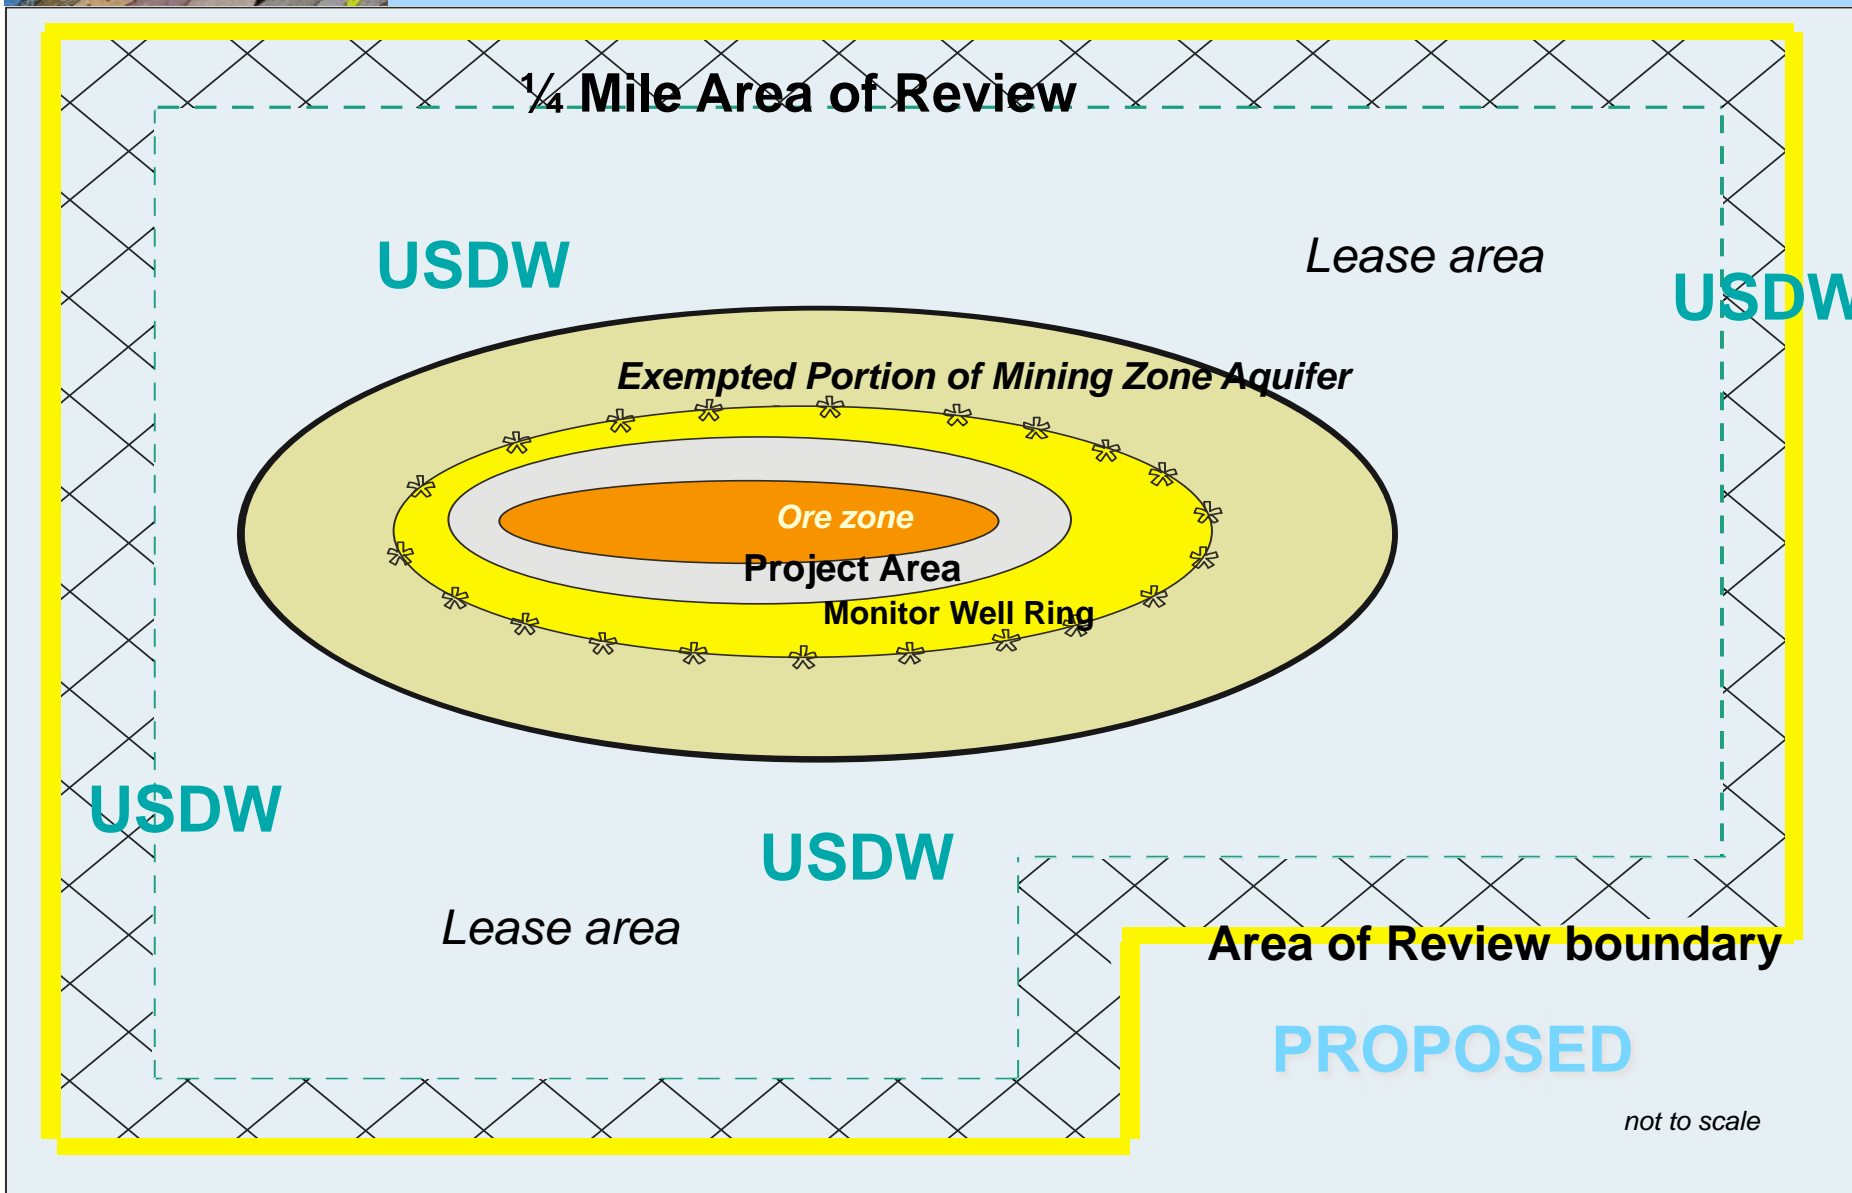 ¼ Mile Area of Review
USDW
Lease area
USDW
Exempted Portion of Mining Zone Aquifer
Ore zone
Project Area
Monitor Well Ring
USDW
USDW
Lease area
Area of Review boundary
PROPOSED
not to scale